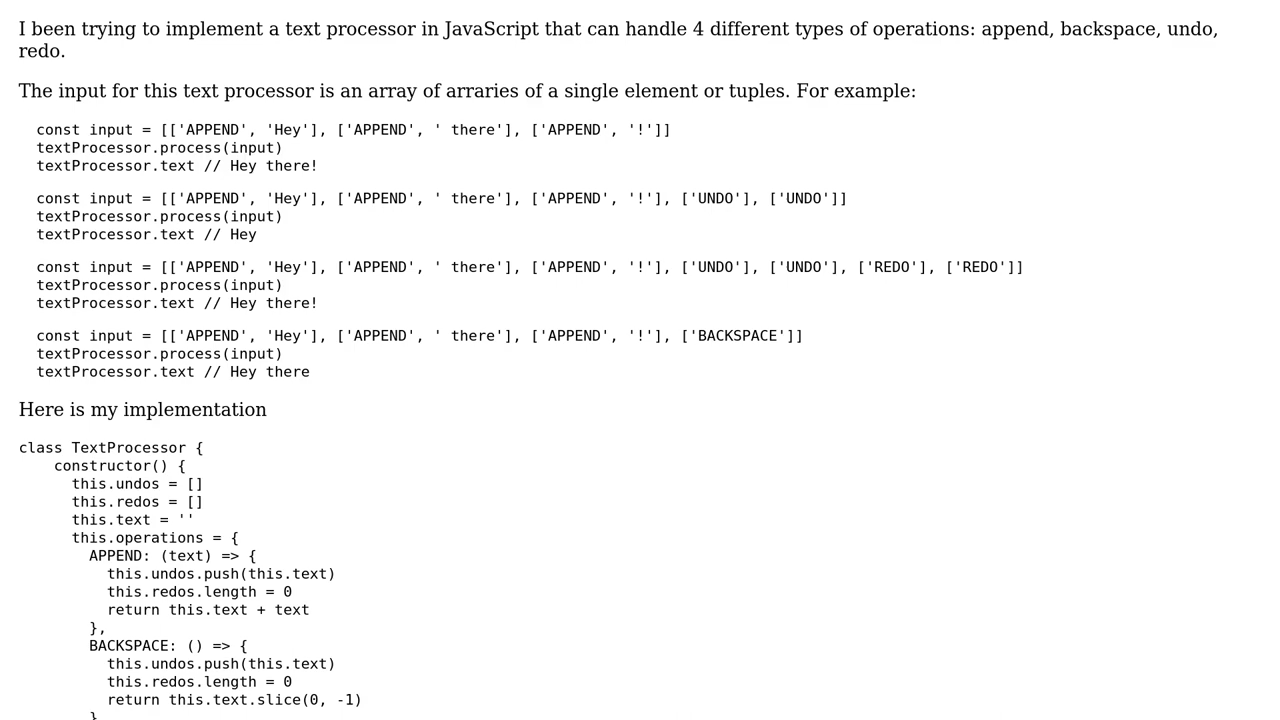 I been trying to implement a text processor in JavaScript that can handle 4 different types of operations: append, backspace, undo,
redo.
The input for this text processor is an array of arraries of a single element or tuples. For example:
const input = [['APPEND', 'Hey'], ['APPEND', ' there'], ['APPEND', '!']]
textProcessor.process(input)
textProcessor.text // Hey there!
const input = [['APPEND', 'Hey'], ['APPEND', ' there'], ['APPEND', '!'], ['UNDO'], ['UNDO']]
textProcessor.process(input)
textProcessor.text // Hey
const input = [['APPEND', 'Hey'], ['APPEND', ' there'], ['APPEND', '!'], ['UNDO'], ['UNDO'], ['REDO'], ['REDO']]
textProcessor.process(input)
textProcessor.text // Hey there!
const input = [['APPEND', 'Hey'], ['APPEND', ' there'], ['APPEND', '!'], ['BACKSPACE']]
textProcessor.process(input)
textProcessor.text // Hey there
Here is my implementation
class TextProcessor {
    constructor() {
      this.undos = []
      this.redos = []
      this.text = ''
      this.operations = {
        APPEND: (text) => {
          this.undos.push(this.text)
          this.redos.length = 0
          return this.text + text
        },
        BACKSPACE: () => {
          this.undos.push(this.text)
          this.redos.length = 0
          return this.text.slice(0, -1)
        }